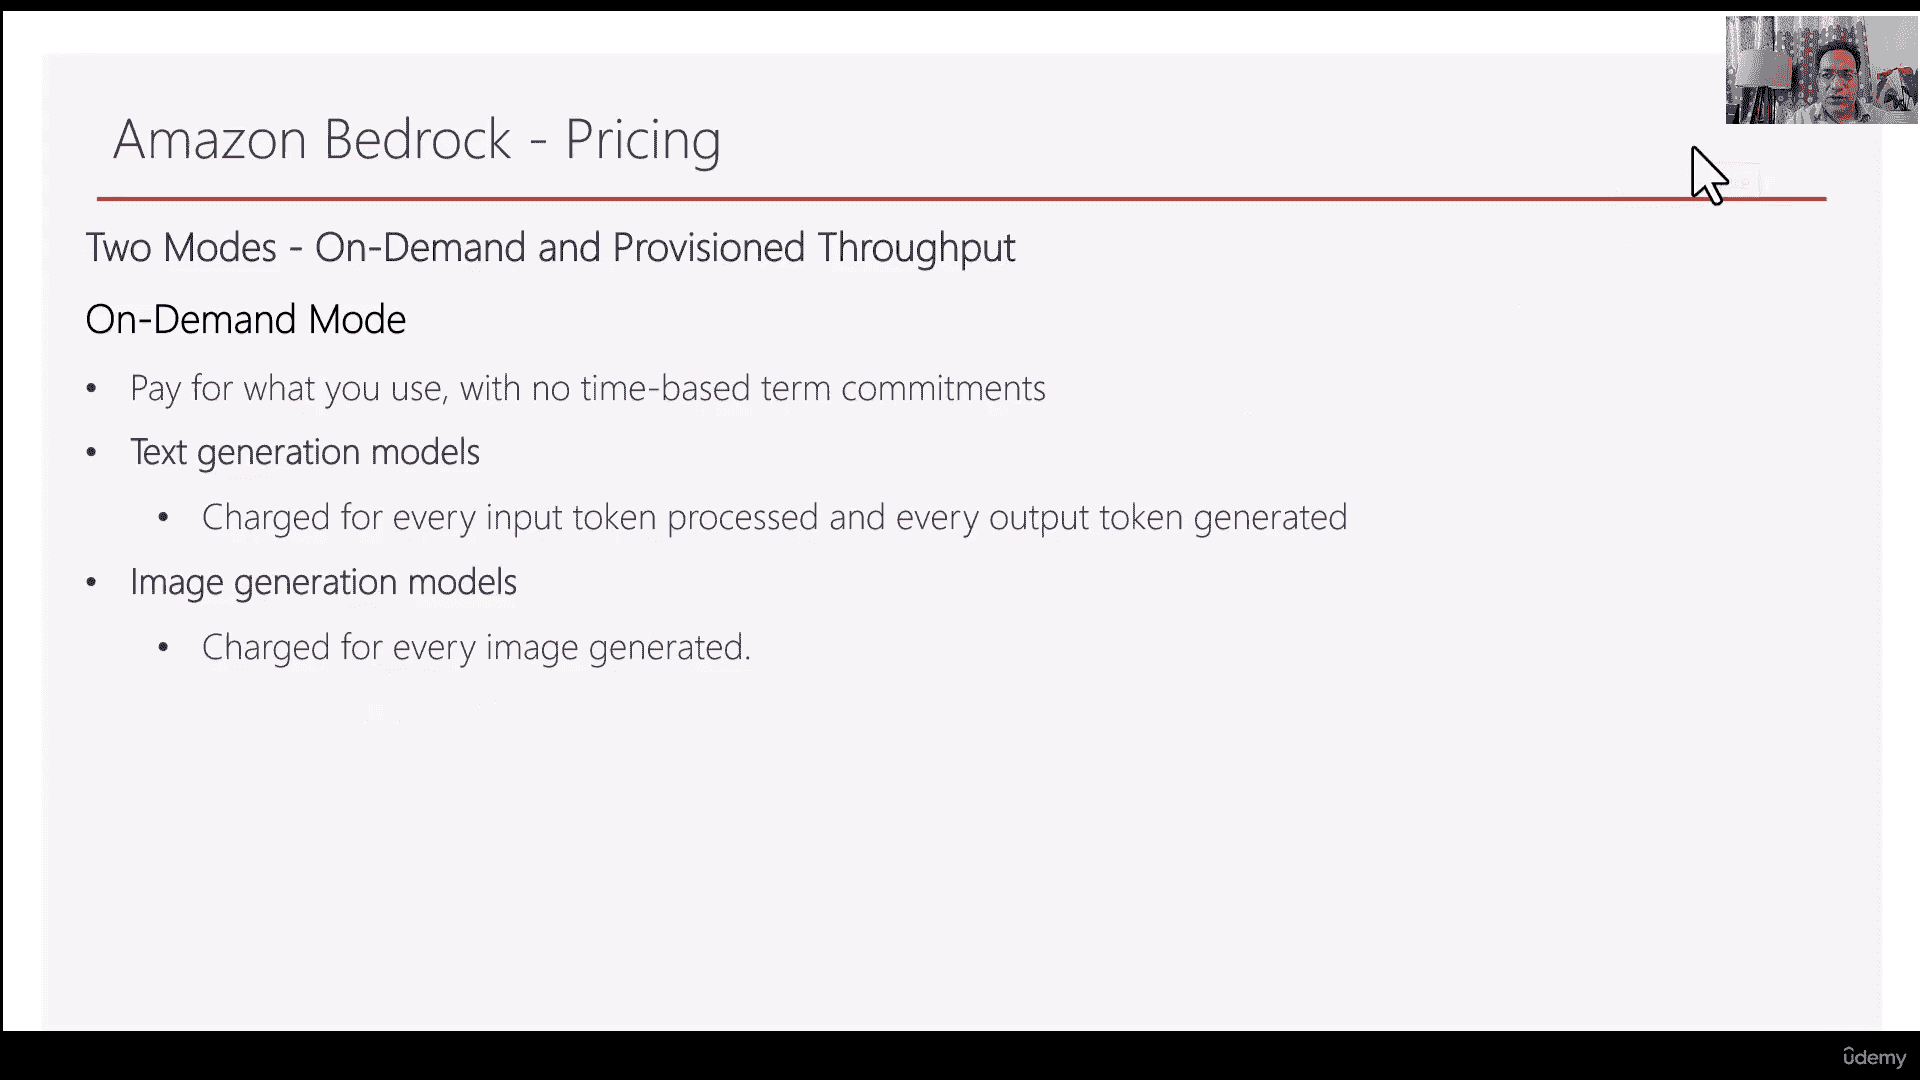 Amazon Bedrock - Pricing
Two Modes - On-Demand and Provisioned Throughput
On-Demand Mode
• Pay for what you use, with no time-based term commitments
• Text generation models
• Charged for every input token processed and every output token generated
• Image generation models
• Charged for every image generated.
ûdemy